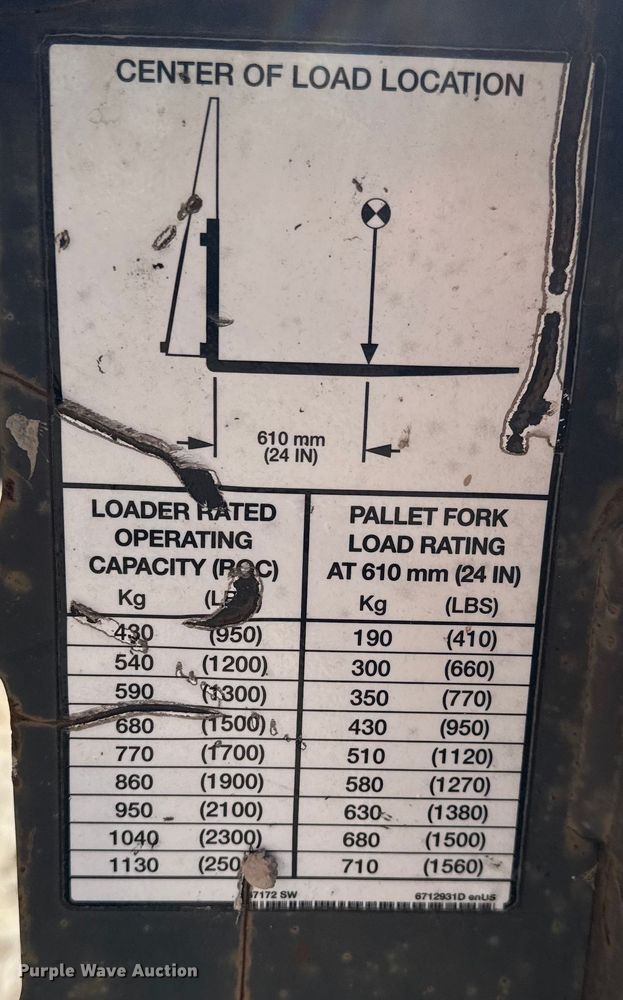 CENTER OF LOAD LOCATION
610 mm
(24 IN)
LOADER RATED
OPERATING
CAPACITY (ROC)
Kg
PALLET FORK
LOAD RATING
AT 610 mm (24 IN)
Kg (LBS)
430 (950) 190 (410)
540 (1200) 300 (660)
590 (1300) 350 (770)
680 (1500) 430 (950)
770 (1700) 510 (1120)
860 (1900) 580 (1270)
950 (2100) 630 (1380)
1040 (2300) 680 (1500)
1130 710 (1560)
SW 6712931D enUS
Purple Wave Auction